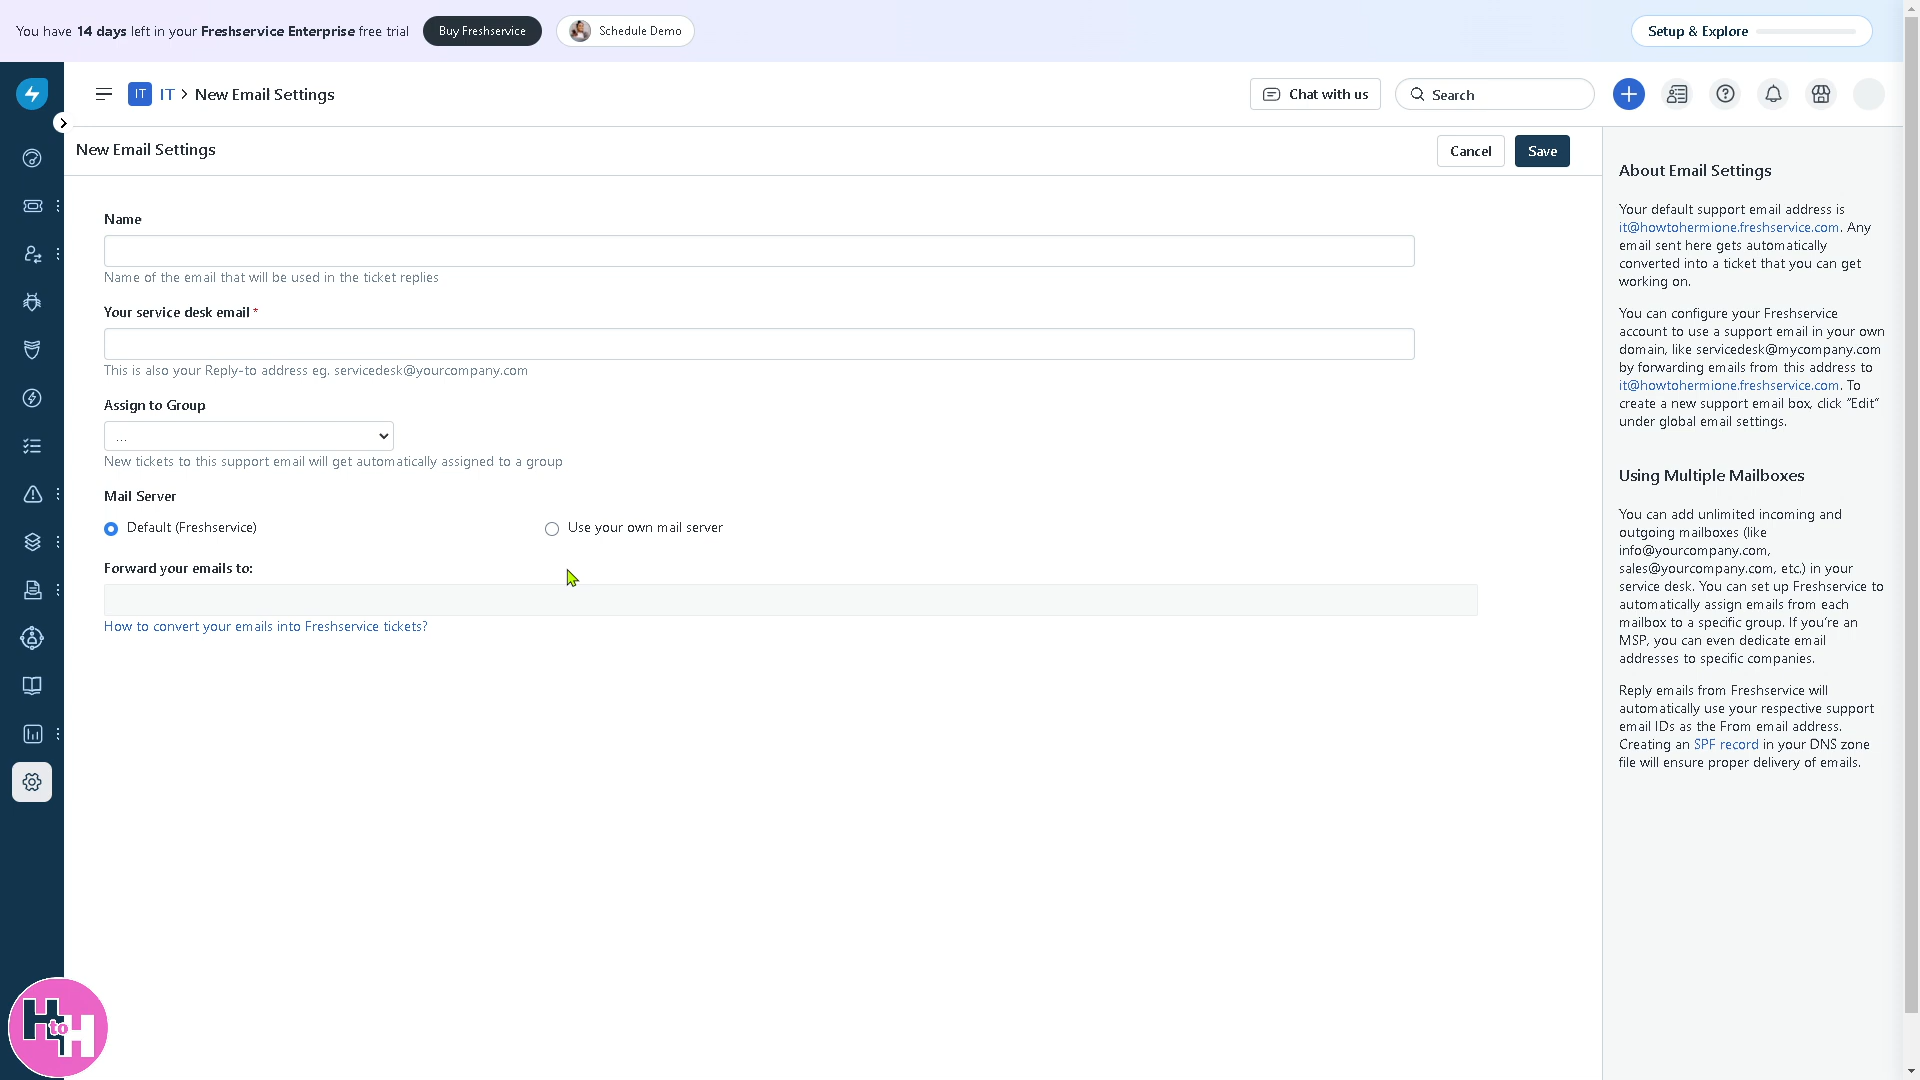 You have 14 days left in your Freshservice Enterprise free trial
Buy Freshservice
Schedule Demo
Setup & Explore
IT IT > New Email Settings
Chat with us
Search
New Email Settings
Cancel
Save
Name
Name of the email that will be used in the ticket replies
Your service desk email *
This is also your Reply-to address eg. servicedesk@yourcompany.com
Assign to Group
...
New tickets to this support email will get automatically assigned to a group
Mail Server
Default (Freshservice)
Use your own mail server
Forward your emails to:
How to convert your emails into Freshservice tickets?
About Email Settings
Your default support email address is
it@howtohermione.freshservice.com. Any
email sent here gets automatically
converted into a ticket that you can get
working on.
You can configure your Freshservice
account to use a support email in your own
domain, like servicedesk@mycompany.com
by forwarding emails from this address to
it@howtohermione.freshservice.com. To
create a new support email box, click "Edit"
under global email settings.
Using Multiple Mailboxes
You can add unlimited incoming and
outgoing mailboxes (like
info@yourcompany.com,
sales@yourcompany.com, etc.) in your
service desk. You can set up Freshservice to
automatically assign emails from each
mailbox to a specific group. If you're an
MSP, you can even dedicate email
addresses to specific companies.
Reply emails from Freshservice will
automatically use your respective support
email IDs as the From email address.
Creating an SPF record in your DNS zone
file will ensure proper delivery of emails.
H to H